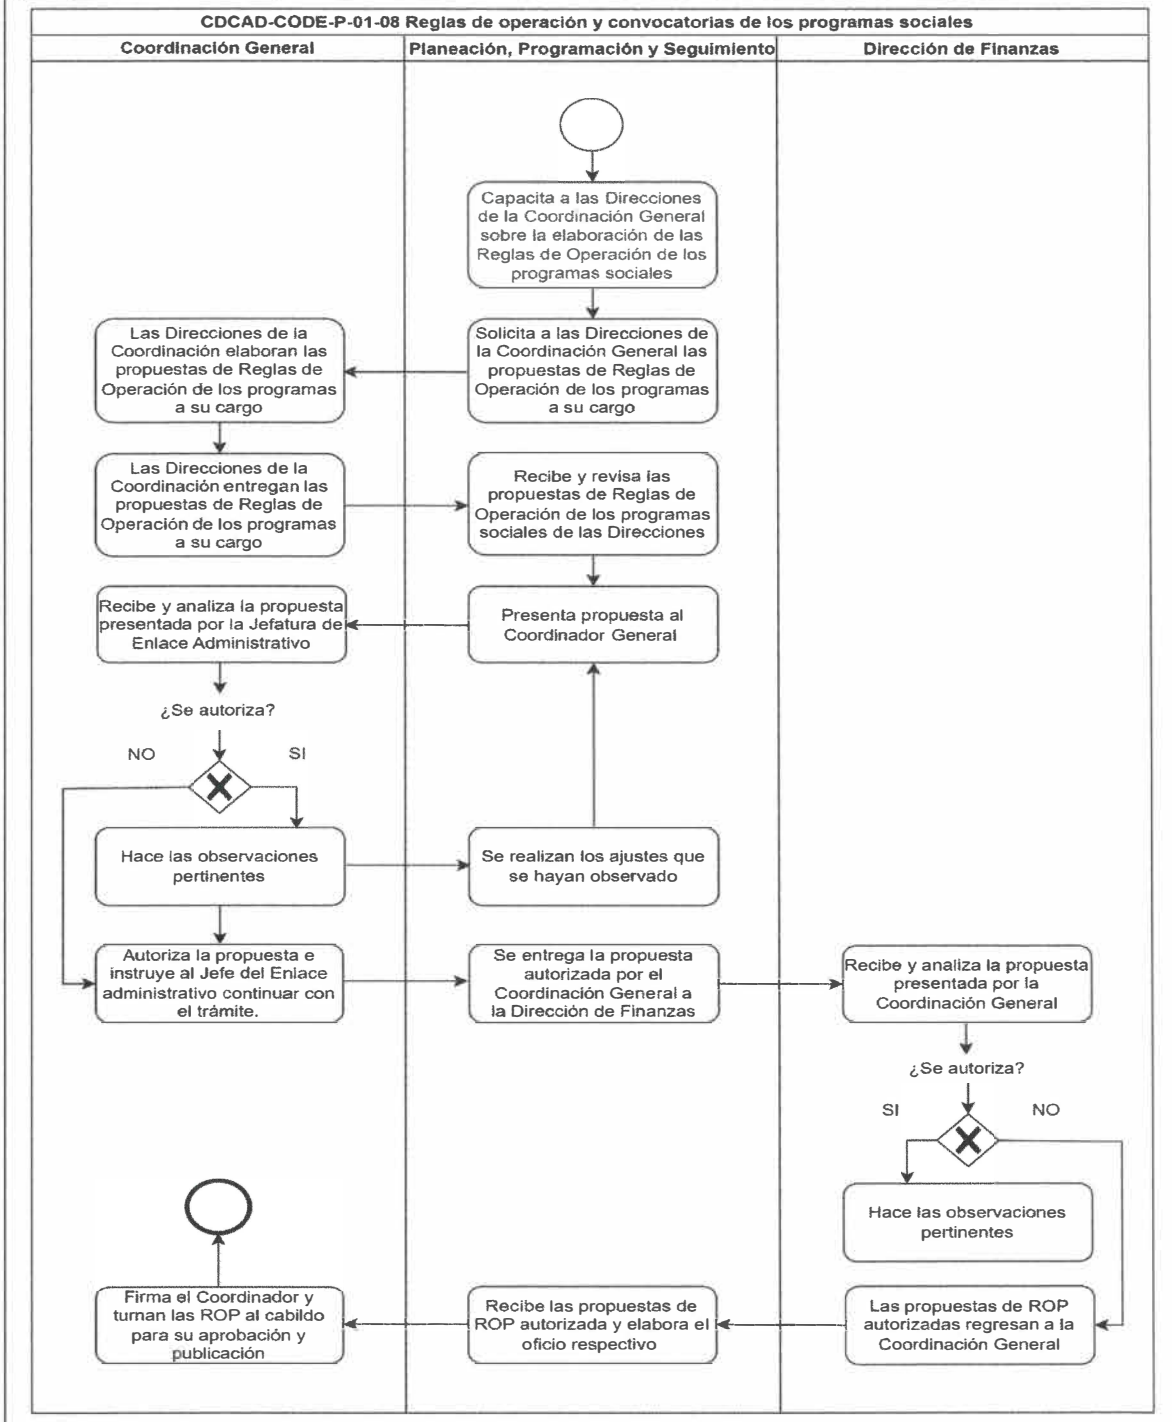 CDCAD-CODE-P-01-08 Reglas de operación y convocatorias de los programas sociales
Coordinación General
Planeación, Programación y Seguimiento
Dirección de Finanzas
Capacita a las Direcciones
de la Coordinación General
sobre la elaboración de las
Reglas de Operación de los
programas sociales
Las Direcciones de la
Coordinación elaboran las
propuestas de Reglas de
Operación de los programas
a su cargo
Solicita a las Direcciones de
la Coordinación General las
propuestas de Reglas de
Operación de los programas
a su cargo
Las Direcciones de la
Coordinación entregan las
propuestas de Reglas de
Operación de los programas
a su cargo
Recibe y revisa las
propuestas de Reglas de
Operación de los programas
sociales de las Direcciones
Recibe y analiza la propuesta
presentada por la Jefatura de
Enlace Administrativo
Presenta propuesta al
Coordinador General
¿Se autoriza?
NO
SI
Hace las observaciones
pertinentes
Se realizan los ajustes que
se hayan observado
Autoriza la propuesta e
instruye al Jefe del Enlace
administrativo continuar con
el trámite.
Se entrega la propuesta
autorizada por el
Coordinación General a
la Dirección de Finanzas
Recibe y analiza la propuesta
presentada por la
Coordinación General
¿Se autoriza?
SI
NO
Hace las observaciones
pertinentes
Firma el Coordinador y
turnan las ROP al cabildo
para su aprobación y
publicación
Recibe las propuestas de
ROP autorizada y elabora el
oficio respectivo
Las propuestas de ROP
autorizadas regresan a la
Coordinación General